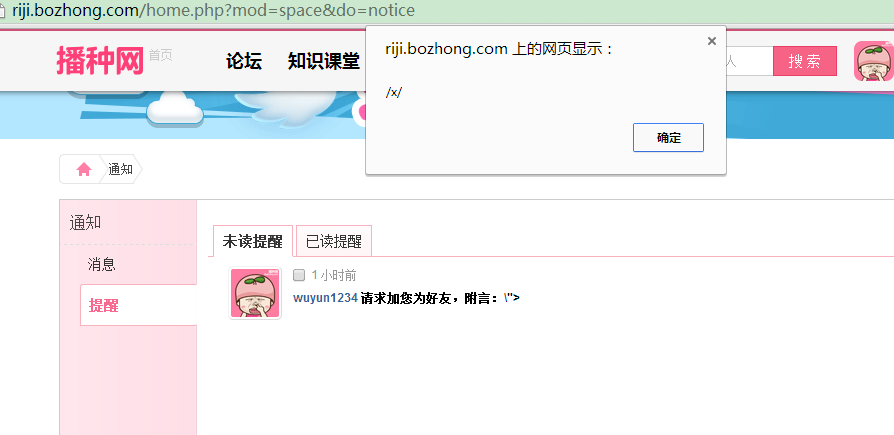 riji.bozhong.com/home.php?mod=space&do=notice
播种网 首页 论坛 知识课堂 人 搜索
riji.bozhong.com 上的网页显示：
/x/
确定
通知
通知
消息
提醒
未读提醒 已读提醒
1 小时前
wuyun1234 请求加您为好友，附言：\">